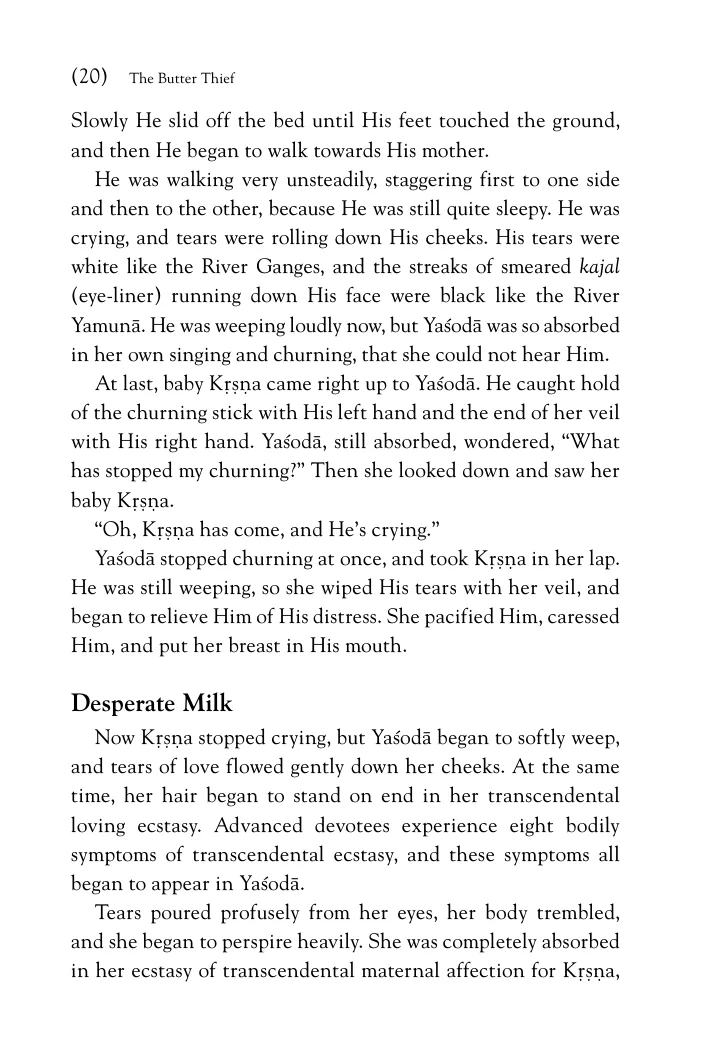 (20) The Butter Thief
Slowly He slid off the bed until His feet touched the ground,
and then He began to walk towards His mother.
He was walking very unsteadily, staggering first to one side
and then to the other, because He was still quite sleepy. He was
crying, and tears were rolling down His cheeks. His tears were
white like the River Ganges, and the streaks of smeared kajal
(eye-liner) running down His face were black like the River
Yamunā. He was weeping loudly now, but Yaśodā was so absorbed
in her own singing and churning, that she could not hear Him.
At last, baby Kṛṣṇa came right up to Yaśodā. He caught hold
of the churning stick with His left hand and the end of her veil
with His right hand. Yaśodā, still absorbed, wondered, “What
has stopped my churning?” Then she looked down and saw her
baby Kṛṣṇa.
“Oh, Kṛṣṇa has come, and He’s crying.”
Yaśodā stopped churning at once, and took Kṛṣṇa in her lap.
He was still weeping, so she wiped His tears with her veil, and
began to relieve Him of His distress. She pacified Him, caressed
Him, and put her breast in His mouth.
Desperate Milk
Now Kṛṣṇa stopped crying, but Yaśodā began to softly weep,
and tears of love flowed gently down her cheeks. At the same
time, her hair began to stand on end in her transcendental
loving ecstasy. Advanced devotees experience eight bodily
symptoms of transcendental ecstasy, and these symptoms all
began to appear in Yaśodā.
Tears poured profusely from her eyes, her body trembled,
and she began to perspire heavily. She was completely absorbed
in her ecstasy of transcendental maternal affection for Kṛṣṇa,